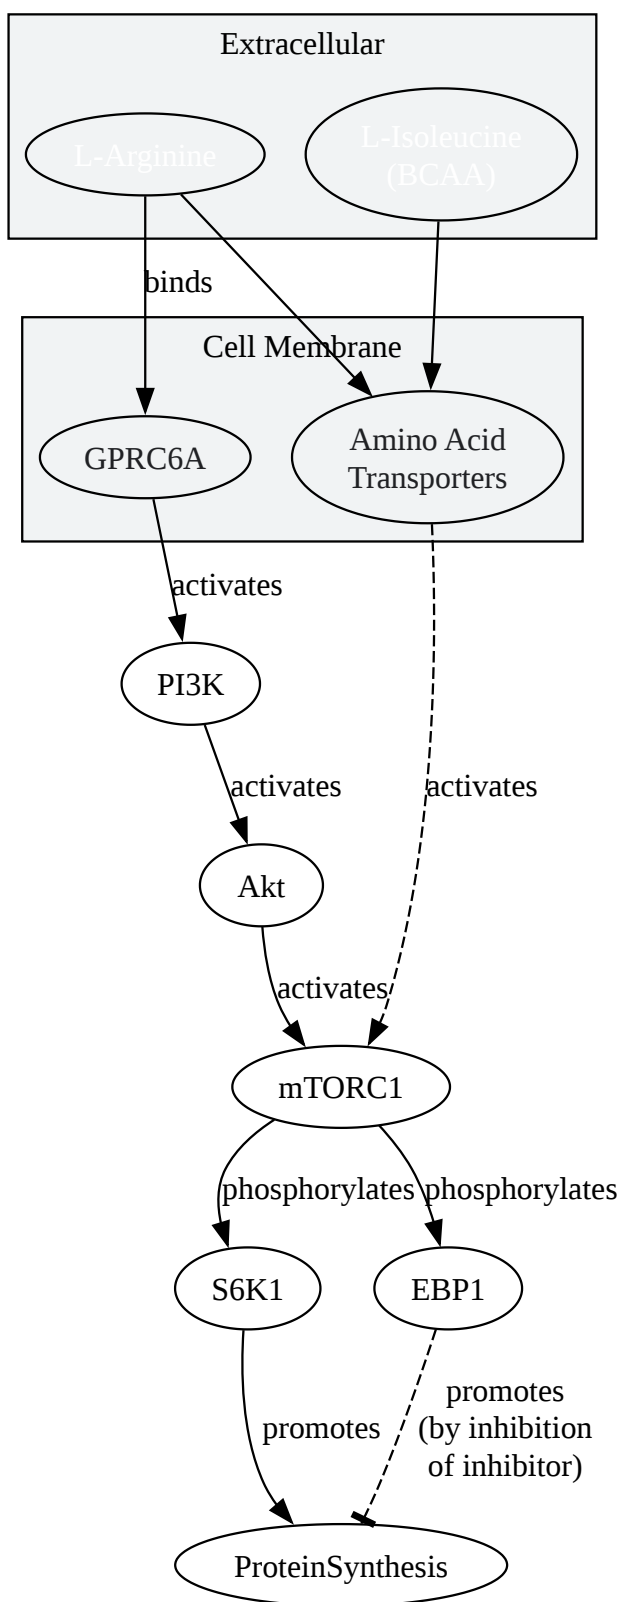 Extracellular
L-Arginine
L-Isoleucine
(BCAA)
binds
Cell Membrane
GPRC6A
Amino Acid
Transporters
activates
PI3K
activates
activates
Akt
activates
mTORC1
phosphorylates
phosphorylates
S6K1
EBP1
promotes
promotes
(by inhibition
of inhibitor)
ProteinSynthesis